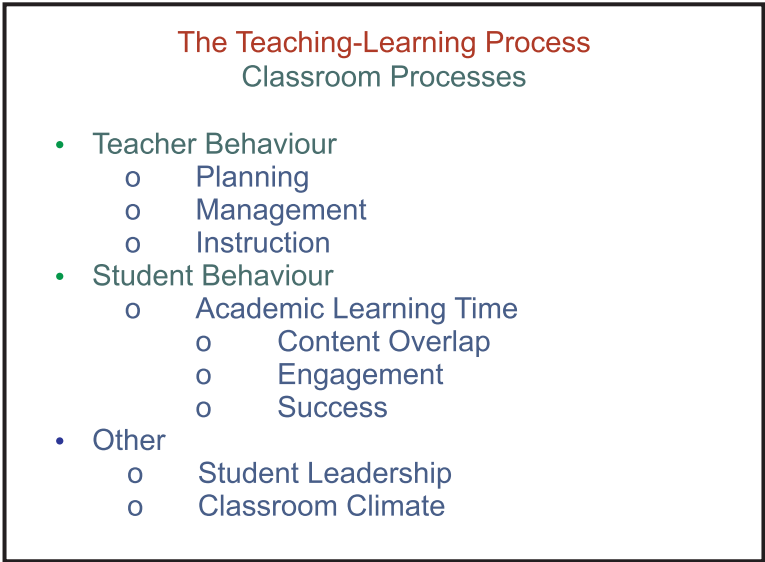 The Teaching-Learning Process
Classroom Processes
• Teacher Behaviour
o Planning
o Management
o Instruction
• Student Behaviour
o Academic Learning Time
o Content Overlap
o Engagement
o Success
• Other
o Student Leadership
o Classroom Climate